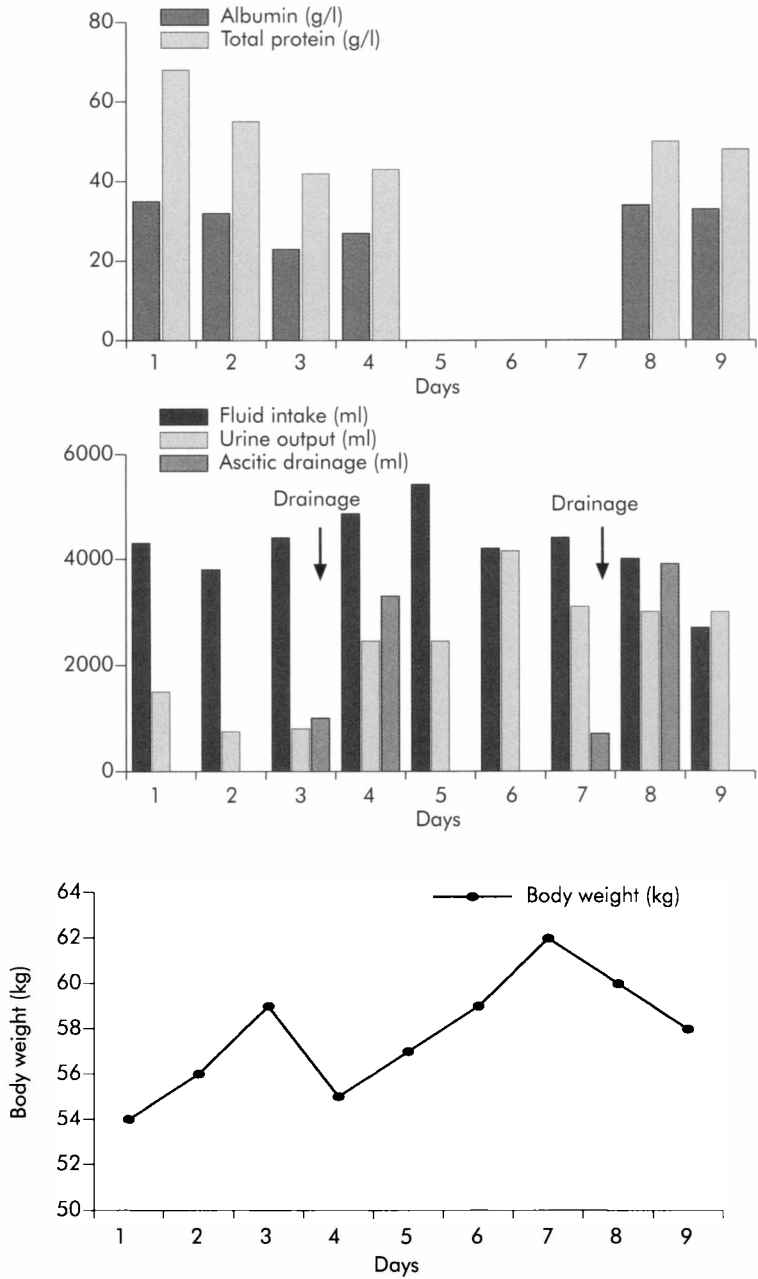 80
Albumin (g/l)
Total protein (g/l)
60
40
20
0
1 2 3 4 5 6 7 8 9
Days
Fluid intake (ml)
Urine output (ml)
6000
Ascitic drainage (ml)
Drainage Drainage
4000
2000
0
1 2 3 4 5 6 7 8 9
Days
64
Body weight (kg)
62
60
58
56
54
52
50
Body weight (kg)
1 2 3 4 5 6 7 8 9
Days